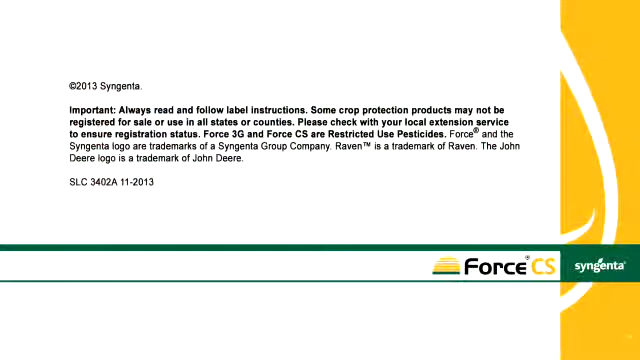 ©2013 Syngenta.
Important: Always read and follow label instructions. Some crop protection products may not be
registered for sale or use in all states or counties. Please check with your local extension service
to ensure registration status. Force 3G and Force CS are Restricted Use Pesticides. Force® and the
Syngenta logo are trademarks of a Syngenta Group Company. Raven™ is a trademark of Raven. The John
Deere logo is a trademark of John Deere.
SLC 3402A 11-2013
Force® CS
syngenta